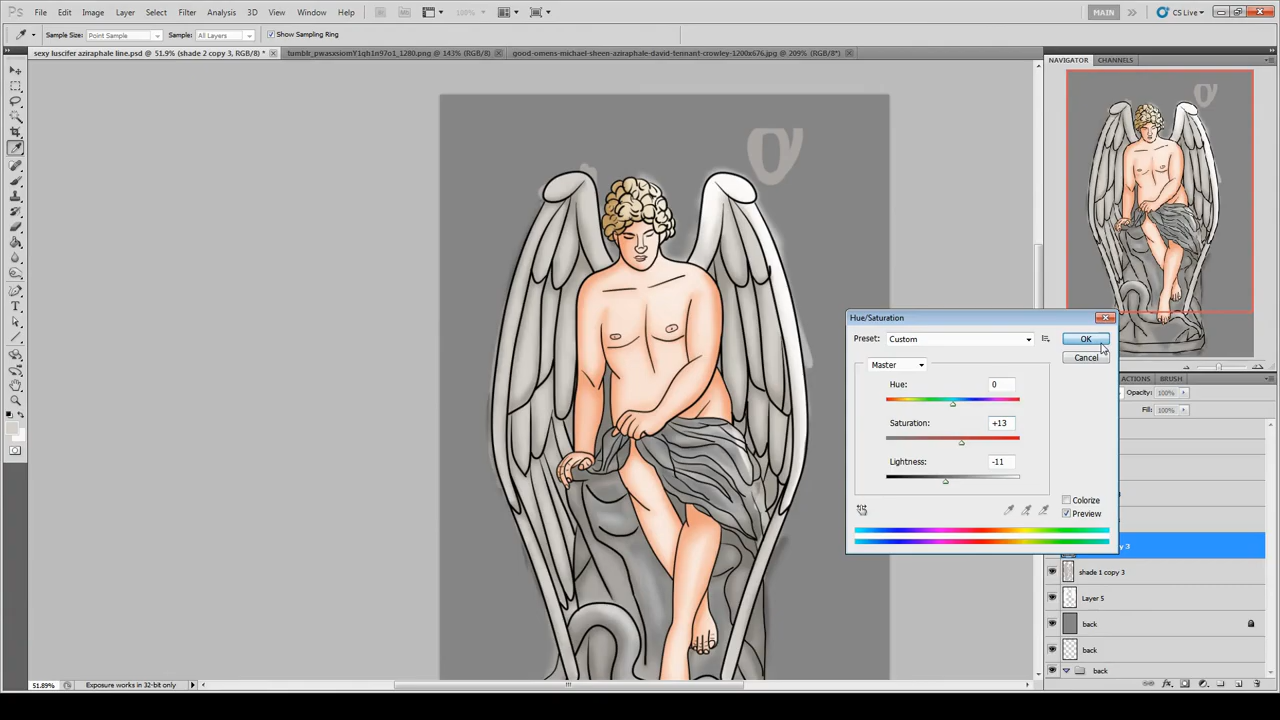 Ps File Edit Image Layer Select Filter Analysis 3D View Window Help Mb 100% MAIN CS Live
Sample Size: Point Sample Sample: All Layers Show Sampling Ring
sexy luscifer aziraphale line.psd @ 51.9% (shade 2 copy 3, RGB/8) * tumblr_pwasxsiomY1qh1n97o1_1280.png @ 143% (RGB/8) good-omens-michael-sheen-aziraphale-david-tennant-crowley-1200x676.jpg @ 209% (RGB/8*)
NAVIGATOR CHANNELS
Hue/Saturation
Preset: Custom OK
Cancel
Master
Hue: 0
Saturation: +13
Lightness: -11
Colorize
Preview
ACTIONS BRUSH
100%
Fill: 100%
3
shade 1 copy 3
Layer 5
back
back
back
51.89% Exposure works in 32-bit only